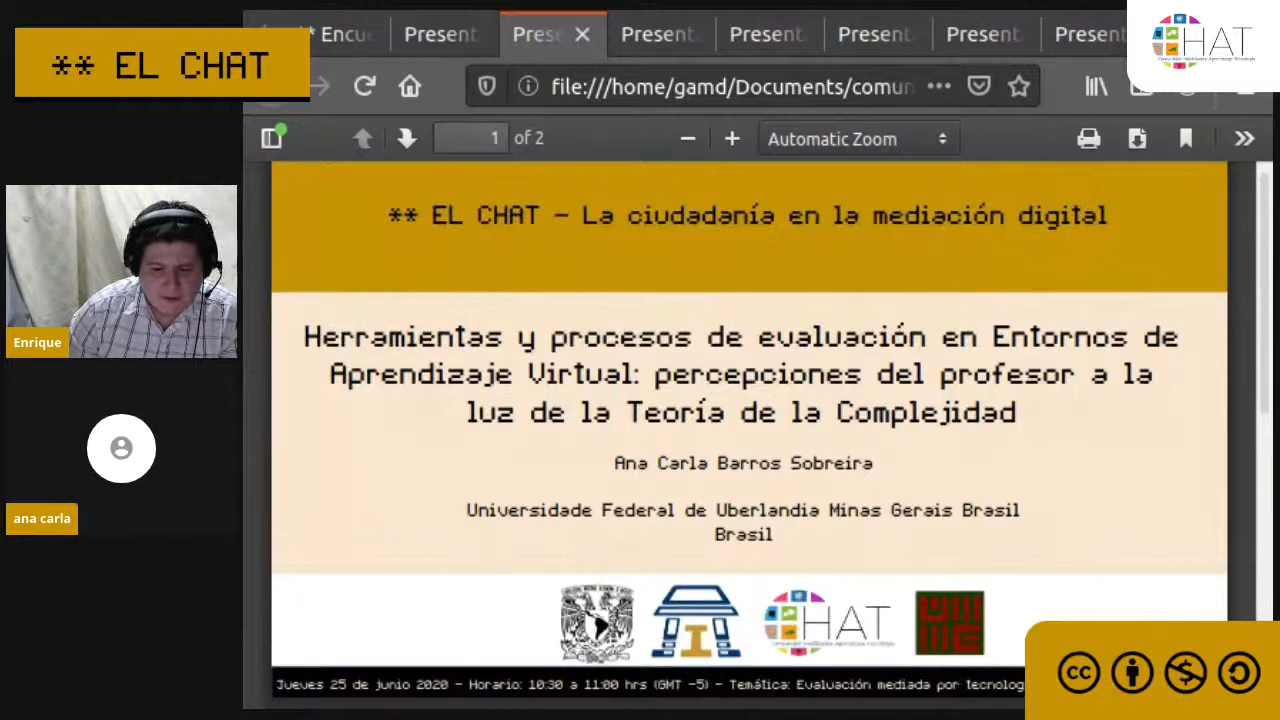 ** Encu
Present
Prese
Present
Present
Present
Present
Present
** EL CHAT
CHAT
file:///home/gamd/Documents/comun
1 of 2
Automatic Zoom
** EL CHAT - La ciudadanía en la mediación digital
Herramientas y procesos de evaluación en Entornos de
Aprendizaje Virtual: percepciones del profesor a la
luz de la Teoría de la Complejidad
Ana Carla Barros Sobreira
Universidade Federal de Uberlandia Minas Gerais Brasil
Brasil
Enrique
ana carla
CHAT
Jueves 25 de junio 2020 - Horario: 10:30 a 11:00 hrs (GMT -5) - Temática: Evaluación mediada por tecnolog
cc